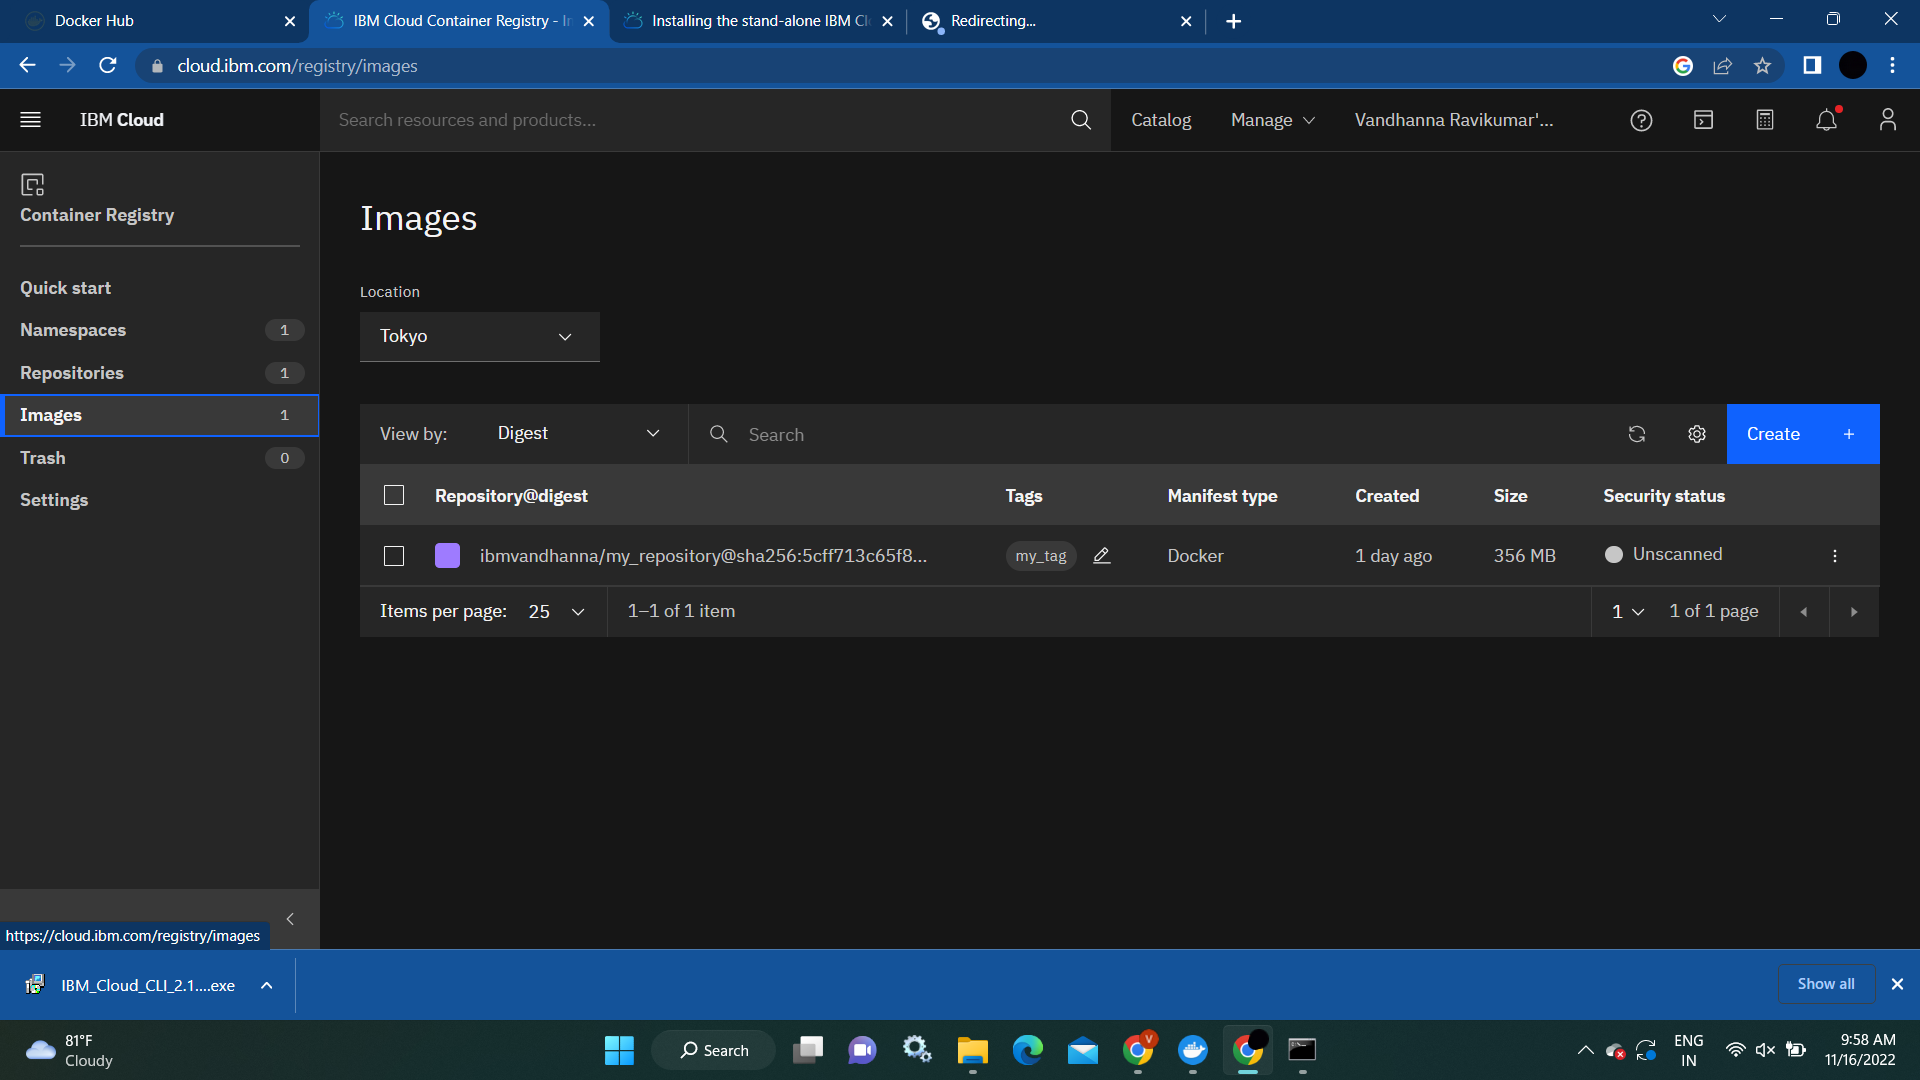 Docker Hub
IBM Cloud Container Registry - I
Installing the stand-alone IBM Cl
Redirecting...
cloud.ibm.com/registry/images
IBM Cloud
Search resources and products...
Catalog
Manage
Vandhanna Ravikumar'...
Container Registry
Quick start
Namespaces 1
Repositories 1
Images 1
Trash 0
Settings
Images
Location
Tokyo
View by: Digest
Search
Create +
Repository@digest Tags Manifest type Created Size Security status
ibmvandhanna/my_repository@sha256:5cff713c65f8... my_tag Docker 1 day ago 356 MB Unscanned
Items per page: 25 1–1 of 1 item 1 1 of 1 page
https://cloud.ibm.com/registry/images
IBM_Cloud_CLI_2.1....exe
Show all
81°F
Cloudy
Search
V
ENG
IN
9:58 AM
11/16/2022